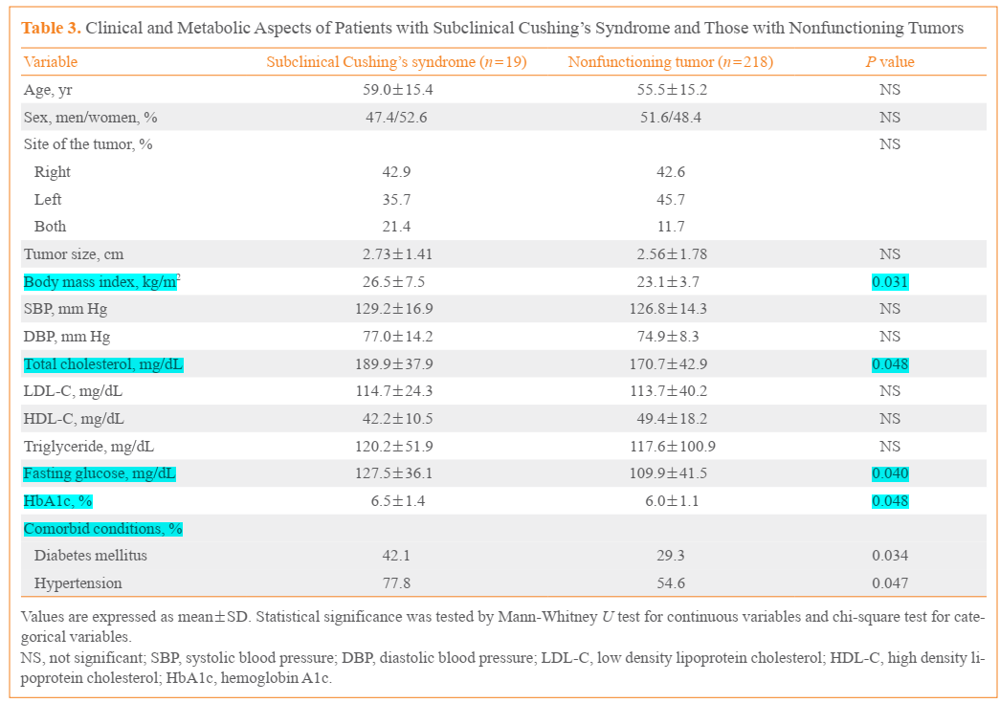 Table 3. Clinical and Metabolic Aspects of Patients with Subclinical Cushing's Syndrome and Those with Nonfunctioning Tumors
Variable Subclinical Cushing's syndrome (n=19) Nonfunctioning tumor (n=218) P value
Age, yr 59.0±15.4 55.5±15.2 NS
Sex, men/women, % 47.4/52.6 51.6/48.4 NS
Site of the tumor, % NS
Right 42.9 42.6
Left 35.7 45.7
Both 21.4 11.7
Tumor size, cm 2.73±1.41 2.56±1.78 NS
Body mass index, kg/m² 26.5±7.5 23.1±3.7 0.031
SBP, mm Hg 129.2±16.9 126.8±14.3 NS
DBP, mm Hg 77.0±14.2 74.9±8.3 NS
Total cholesterol, mg/dL 189.9±37.9 170.7±42.9 0.048
LDL-C, mg/dL 114.7±24.3 113.7±40.2 NS
HDL-C, mg/dL 42.2±10.5 49.4±18.2 NS
Triglyceride, mg/dL 120.2±51.9 117.6±100.9 NS
Fasting glucose, mg/dL 127.5±36.1 109.9±41.5 0.040
HbA1c, % 6.5±1.4 6.0±1.1 0.048
Comorbid conditions, %
Diabetes mellitus 42.1 29.3 0.034
Hypertension 77.8 54.6 0.047
Values are expressed as mean±SD. Statistical significance was tested by Mann-Whitney U test for continuous variables and chi-square test for cate-
gorical variables.
NS, not significant; SBP, systolic blood pressure; DBP, diastolic blood pressure; LDL-C, low density lipoprotein cholesterol; HDL-C, high density li-
poprotein cholesterol; HbA1c, hemoglobin A1c.